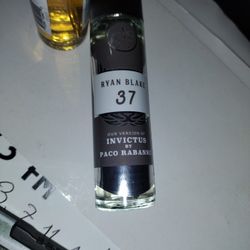 RYAN BLAKE
37
OUR VERSION OF
INVICTUS
BY
PACO RABANNE